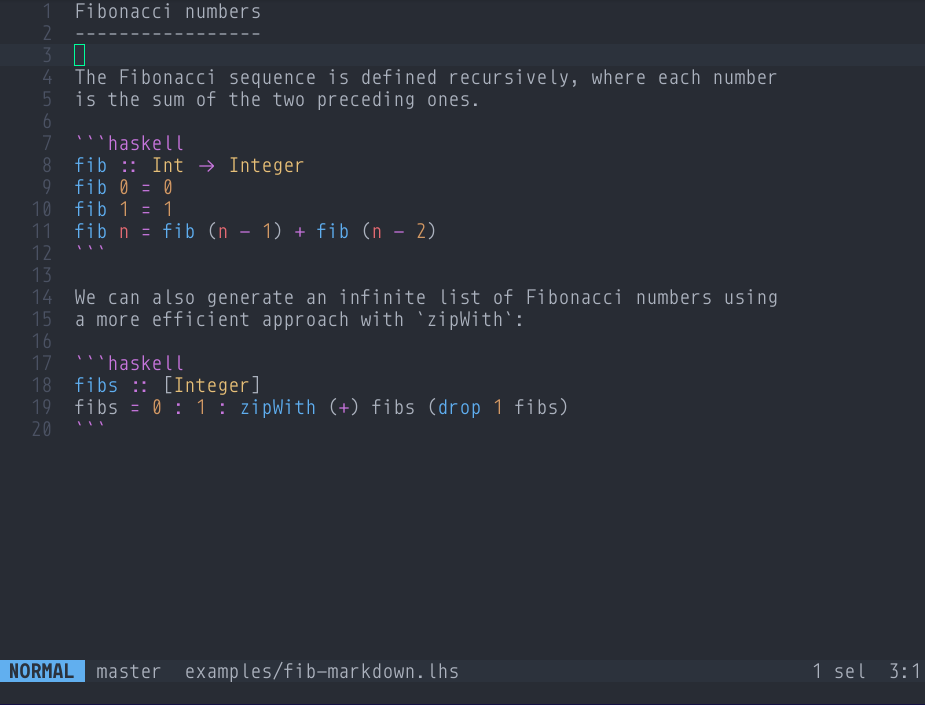 1 Fibonacci numbers
2 -----------------
3
4 The Fibonacci sequence is defined recursively, where each number
5 is the sum of the two preceding ones.
6
7 ```haskell
8 fib :: Int → Integer
9 fib 0 = 0
10 fib 1 = 1
11 fib n = fib (n - 1) + fib (n - 2)
12 ```
13
14 We can also generate an infinite list of Fibonacci numbers using
15 a more efficient approach with `zipWith`:
16
17 ```haskell
18 fibs :: [Integer]
19 fibs = 0 : 1 : zipWith (+) fibs (drop 1 fibs)
20 ```
NORMAL master examples/fib-markdown.lhs 1 sel 3:1